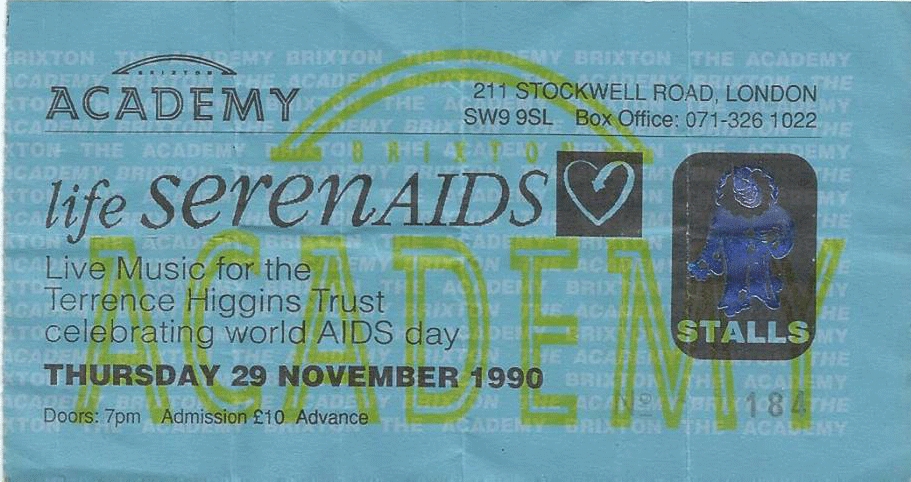 BRIXTON
ACADEMY
211 STOCKWELL ROAD, LONDON
SW9 9SL Box Office: 071-326 1022
BRIXTON
ACADEMY
life serenAIDS
Live Music for the
Terrence Higgins Trust
celebrating world AIDS day
THURSDAY 29 NOVEMBER 1990
Doors: 7pm Admission £10 Advance
STALLS
No 184